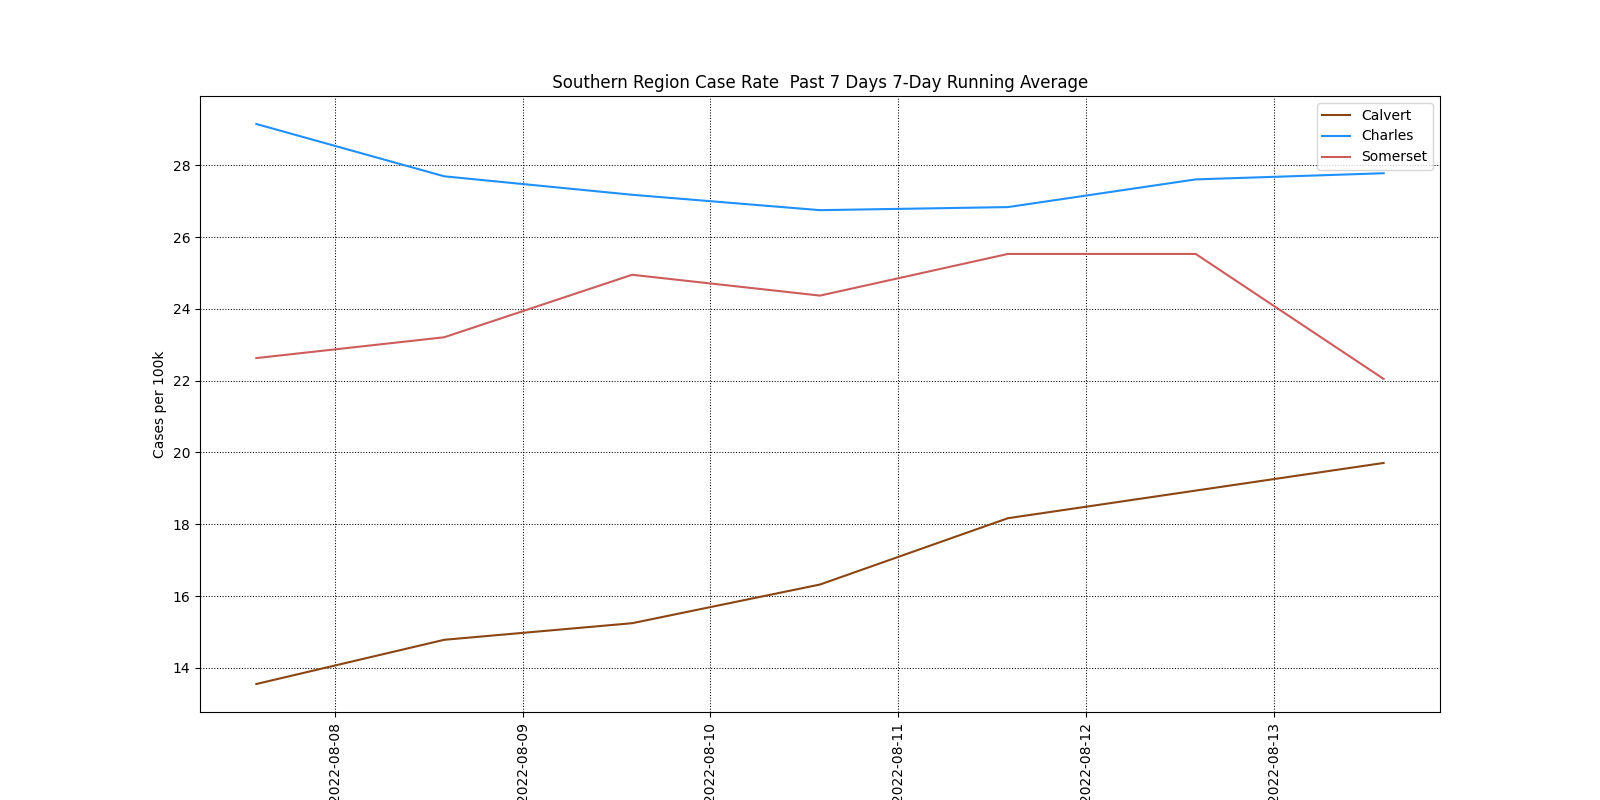 Southern Region Case Rate  Past 7 Days 7-Day Running Average
Calvert
Charles
Somerset
Cases per 100k
28
26
24
22
20
18
16
14
2022-08-08
2022-08-09
2022-08-10
2022-08-11
2022-08-12
2022-08-13